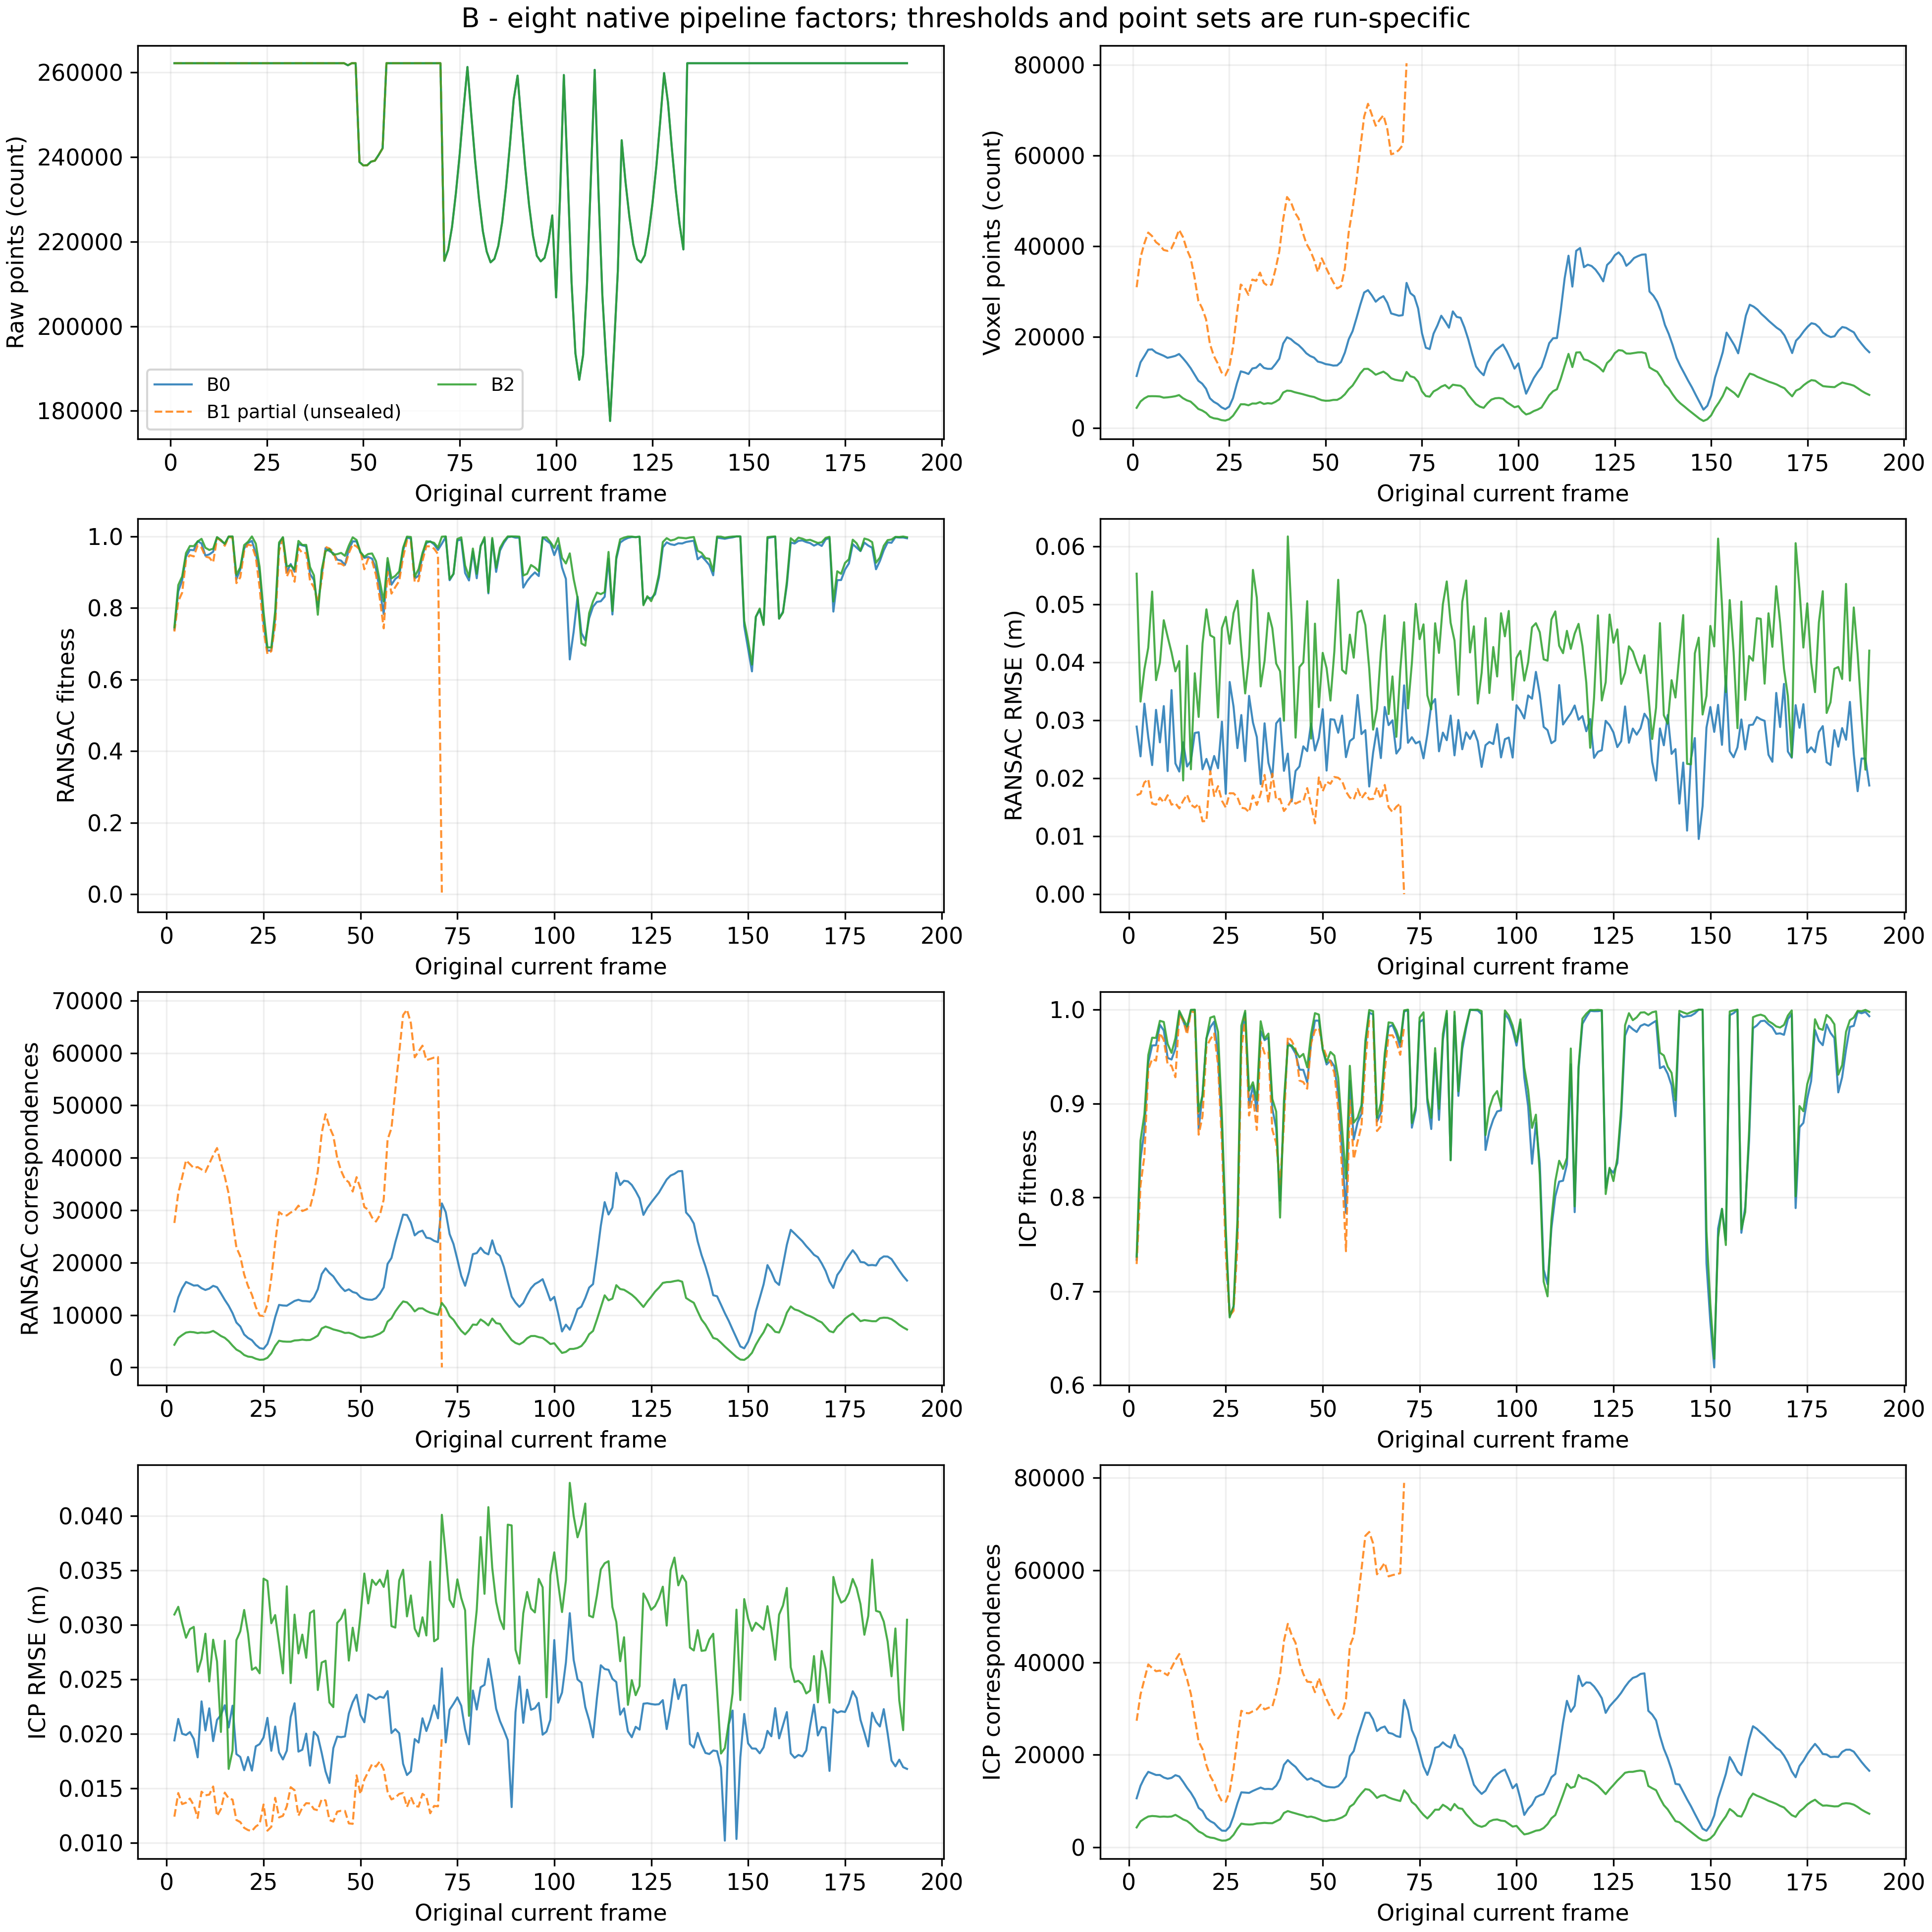 B - eight native pipeline factors; thresholds and point sets are run-specific
Raw points (count)
260000
240000
220000
200000
180000
B0
B1 partial (unsealed)
B2
0 25 50 75 100 125 150 175 200
Original current frame
Voxel points (count)
80000
60000
40000
20000
0
0 25 50 75 100 125 150 175 200
Original current frame
RANSAC fitness
1.0
0.8
0.6
0.4
0.2
0.0
0 25 50 75 100 125 150 175 200
Original current frame
RANSAC RMSE (m)
0.06
0.05
0.04
0.03
0.02
0.01
0.00
0 25 50 75 100 125 150 175 200
Original current frame
RANSAC correspondences
70000
60000
50000
40000
30000
20000
10000
0
0 25 50 75 100 125 150 175 200
Original current frame
ICP fitness
1.0
0.9
0.8
0.7
0.6
0 25 50 75 100 125 150 175 200
Original current frame
ICP RMSE (m)
0.040
0.035
0.030
0.025
0.020
0.015
0.010
0 25 50 75 100 125 150 175 200
Original current frame
ICP correspondences
80000
60000
40000
20000
0
0 25 50 75 100 125 150 175 200
Original current frame